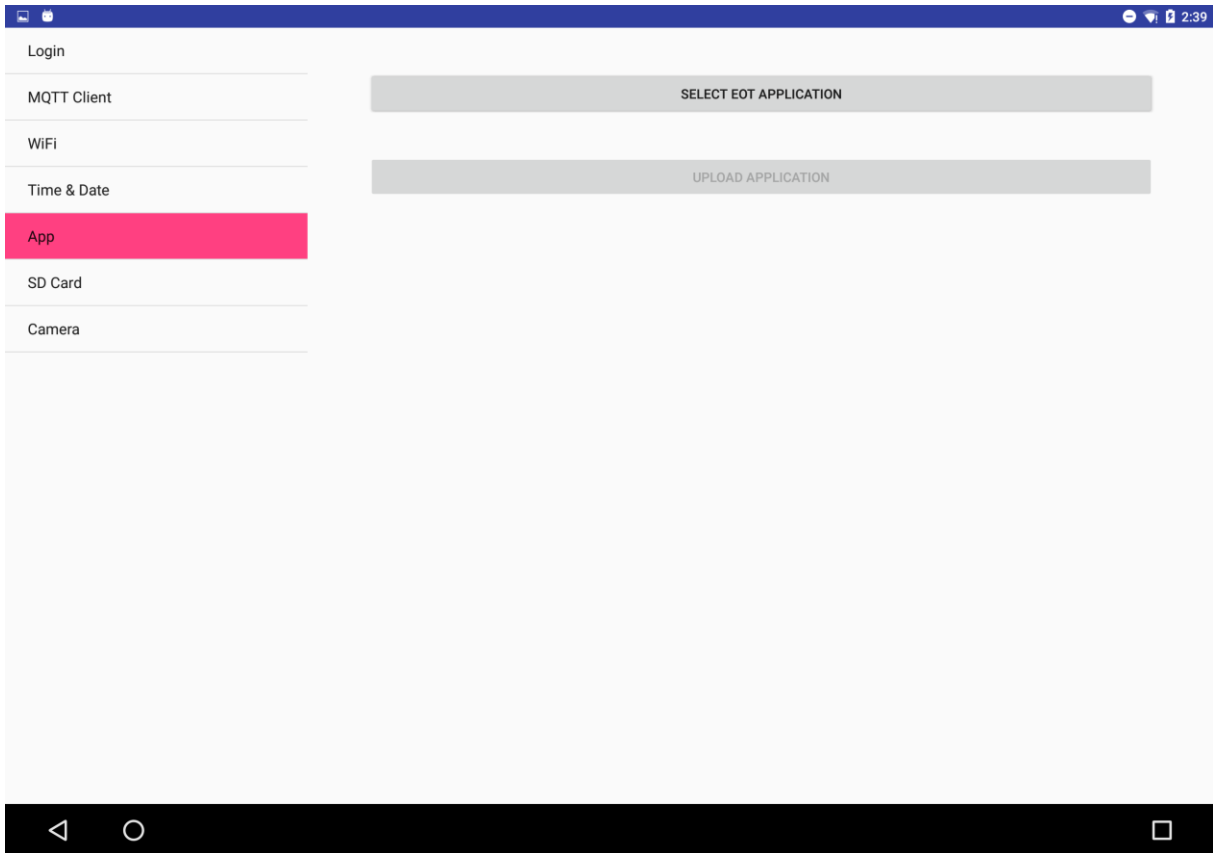 2:39
Login
MQTT Client
WiFi
Time & Date
App
SD Card
Camera
SELECT EOT APPLICATION
UPLOAD APPLICATION